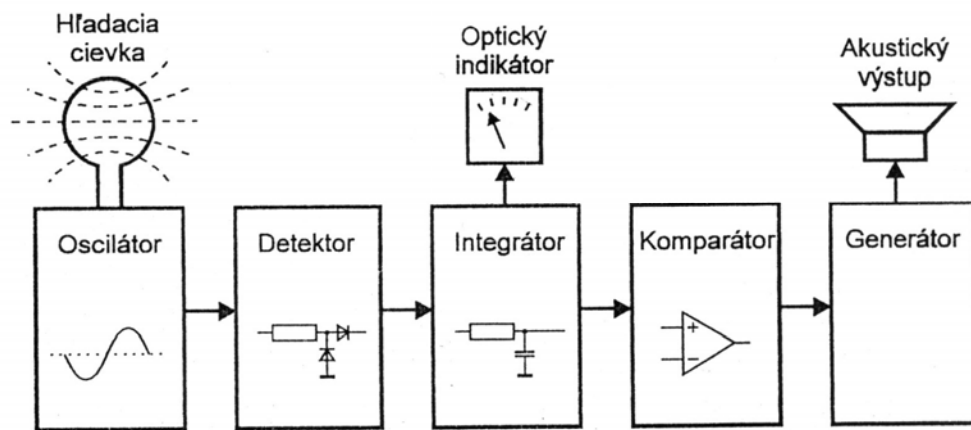 Hľadacia
cievka
Optický
indikátor
Akustický
výstup
Oscilátor
Detektor
Integrátor
Komparátor
Generátor
+
−